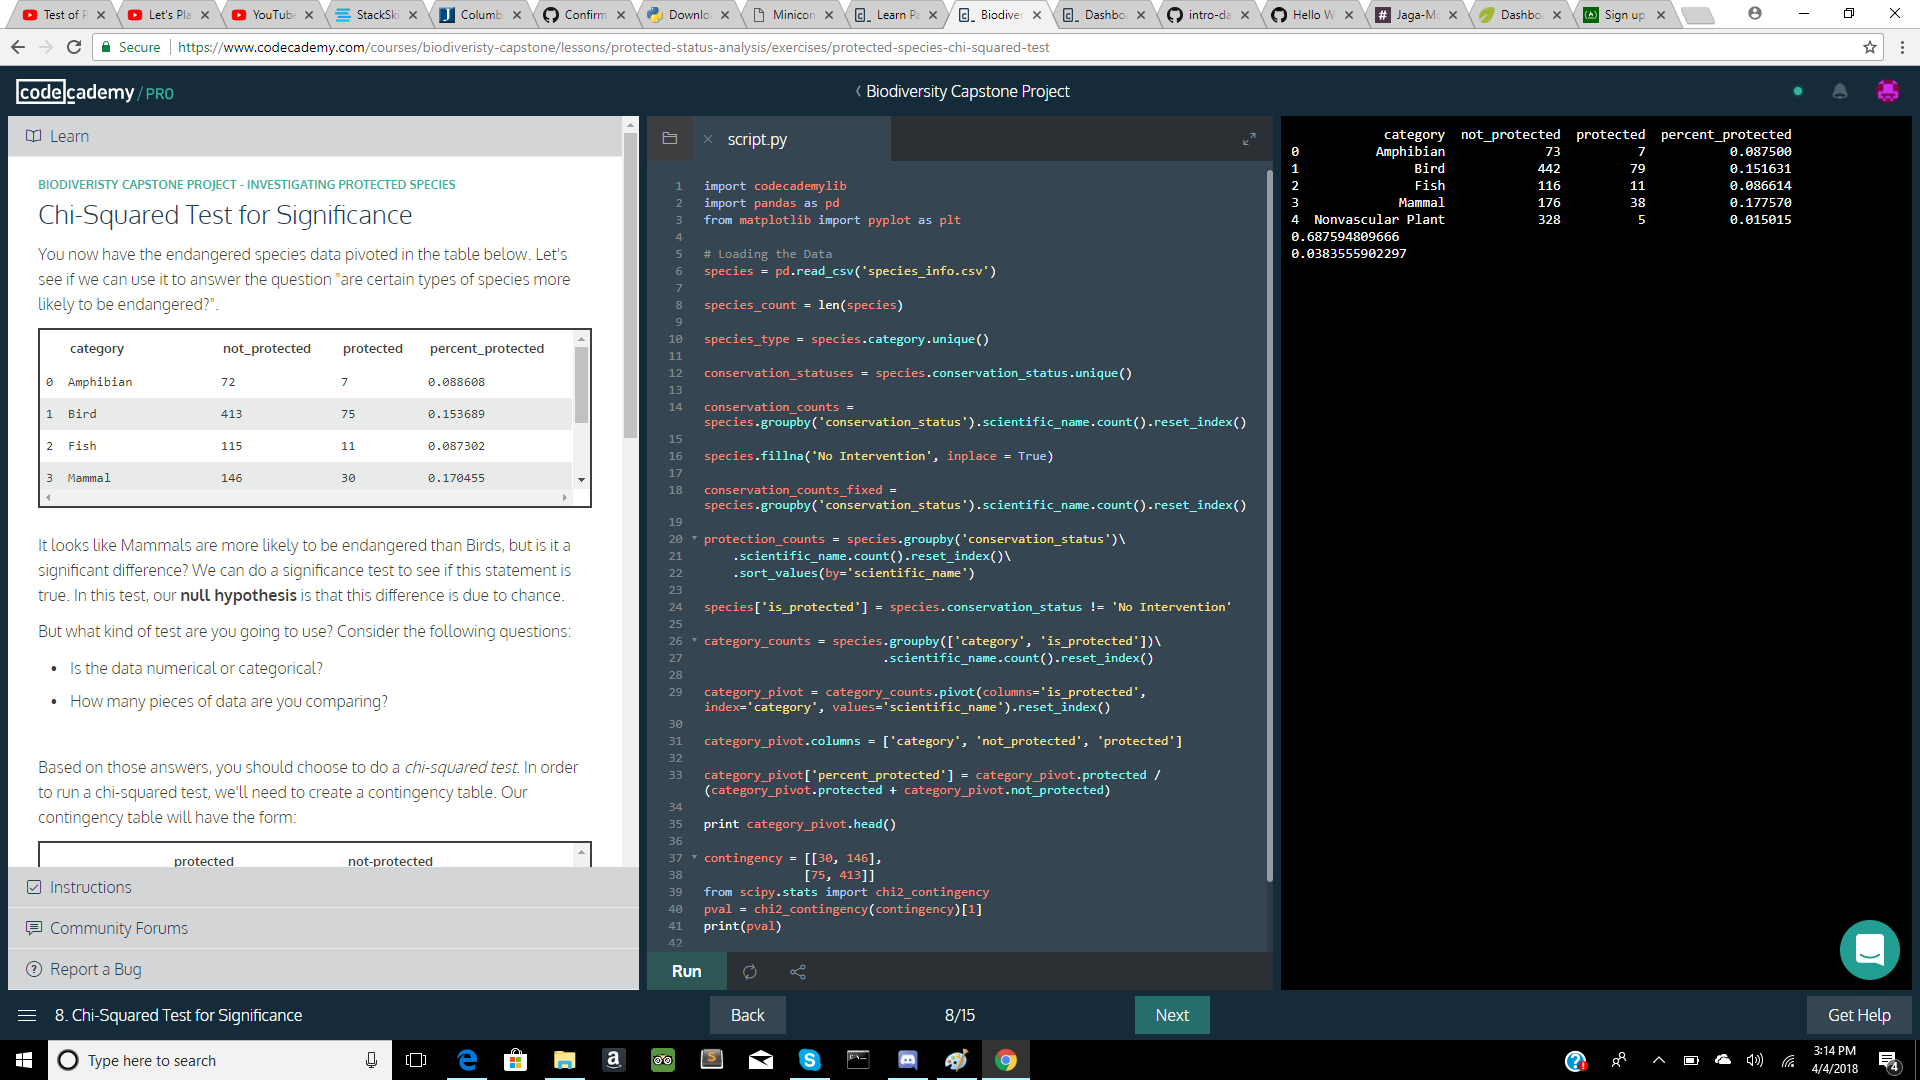 Test of P
Let's Pla
YouTube
StackSki
Columb
Confirm
Downlo
Minicon
Learn Pa
Biodiver
Dashbo
intro-da
Hello W
Jaga-Mo
Dashbo
Sign up
Secure | https://www.codecademy.com/courses/biodiveristy-capstone/lessons/protected-status-analysis/exercises/protected-species-chi-squared-test
codecademy / PRO
Biodiversity Capstone Project
Learn
BIODIVERISTY CAPSTONE PROJECT - INVESTIGATING PROTECTED SPECIES
Chi-Squared Test for Significance
You now have the endangered species data pivoted in the table below. Let's
see if we can use it to answer the question "are certain types of species more
likely to be endangered?".
category not_protected protected percent_protected
0 Amphibian 72 7 0.088608
1 Bird 413 75 0.153689
2 Fish 115 11 0.087302
3 Mammal 146 30 0.170455
It looks like Mammals are more likely to be endangered than Birds, but is it a
significant difference? We can do a significance test to see if this statement is
true. In this test, our null hypothesis is that this difference is due to chance.
But what kind of test are you going to use? Consider the following questions:
• Is the data numerical or categorical?
• How many pieces of data are you comparing?
Based on those answers, you should choose to do a chi-squared test. In order
to run a chi-squared test, we'll need to create a contingency table. Our
contingency table will have the form:
protected not-protected
Instructions
Community Forums
Report a Bug
script.py
1 import codecademylib
2 import pandas as pd
3 from matplotlib import pyplot as plt
4
5 # Loading the Data
6 species = pd.read_csv('species_info.csv')
7
8 species_count = len(species)
9
10 species_type = species.category.unique()
11
12 conservation_statuses = species.conservation_status.unique()
13
14 conservation_counts =
species.groupby('conservation_status').scientific_name.count().reset_index()
15
16 species.fillna('No Intervention', inplace = True)
17
18 conservation_counts_fixed =
species.groupby('conservation_status').scientific_name.count().reset_index()
19
20 protection_counts = species.groupby('conservation_status')\
21 .scientific_name.count().reset_index()\
22 .sort_values(by='scientific_name')
23
24 species['is_protected'] = species.conservation_status != 'No Intervention'
25
26 category_counts = species.groupby(['category', 'is_protected'])\
27 .scientific_name.count().reset_index()
28
29 category_pivot = category_counts.pivot(columns='is_protected',
index='category', values='scientific_name').reset_index()
30
31 category_pivot.columns = ['category', 'not_protected', 'protected']
32
33 category_pivot['percent_protected'] = category_pivot.protected /
(category_pivot.protected + category_pivot.not_protected)
34
35 print category_pivot.head()
36
37 contingency = [[30, 146],
38 [75, 413]]
39 from scipy.stats import chi2_contingency
40 pval = chi2_contingency(contingency)[1]
41 print(pval)
42
Run
category not_protected protected percent_protected
0 Amphibian 73 7 0.087500
1 Bird 442 79 0.151631
2 Fish 116 11 0.086614
3 Mammal 176 38 0.177570
4 Nonvascular Plant 328 5 0.015015
0.687594809666
0.0383555902297
8. Chi-Squared Test for Significance
Back
8/15
Next
Get Help
Type here to search
3:14 PM
4/4/2018
4